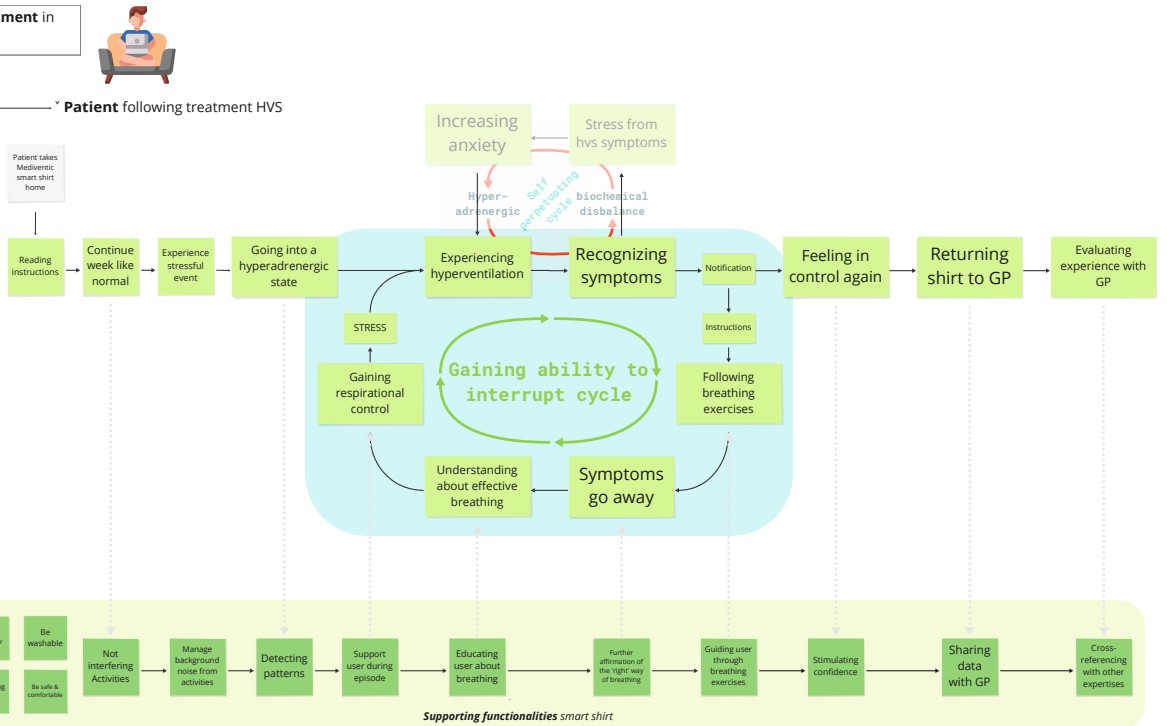 ment in
Patient following treatment HVS
Increasing
anxiety
Stress from
hvs symptoms
Patient takes
Mediventic
smart shirt
home
Hyper-
adrenergic
Self
perpetuating
cycle
biochemical
disbalance
Reading
instructions
Continue
week like
normal
Experience
stressful
event
Going into a
hyperadrenergic
state
Experiencing
hyperventilation
Recognizing
symptoms
Notification
Feeling in
control again
Returning
shirt to GP
Evaluating
experience with
GP
STRESS
Instructions
Gaining
respirational
control
Gaining ability to
interrupt cycle
Following
breathing
exercises
Understanding
about effective
breathing
Symptoms
go away
r
Be
washable
Not
interfering
Activities
Manage
background
noise from
activities
Detecting
patterns
Support
user during
episode
Educating
user about
breathing
Further
affirmation of
the 'right' way
of breathing
Guiding user
through
breathing
exercises
Stimulating
confidence
Sharing
data
with GP
Cross-
referencing
with other
expertises
ng
Be safe &
comfortable
Supporting functionalities smart shirt